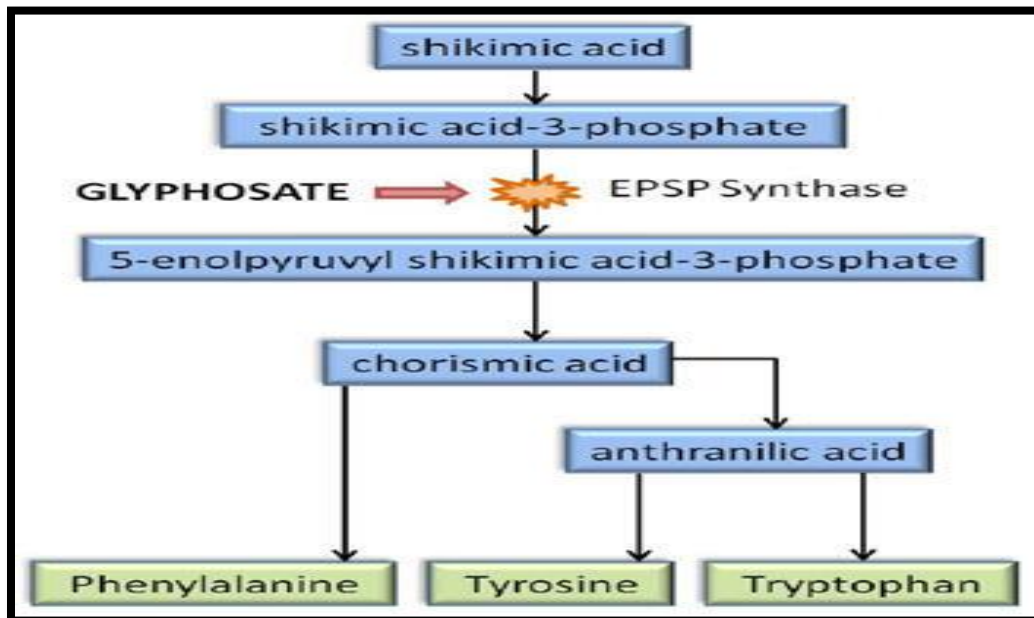 shikimic acid
shikimic acid-3-phosphate
GLYPHOSATE
EPSP Synthase
5-enolpyruvyl shikimic acid-3-phosphate
chorismic acid
anthranilic acid
Phenylalanine
Tyrosine
Tryptophan